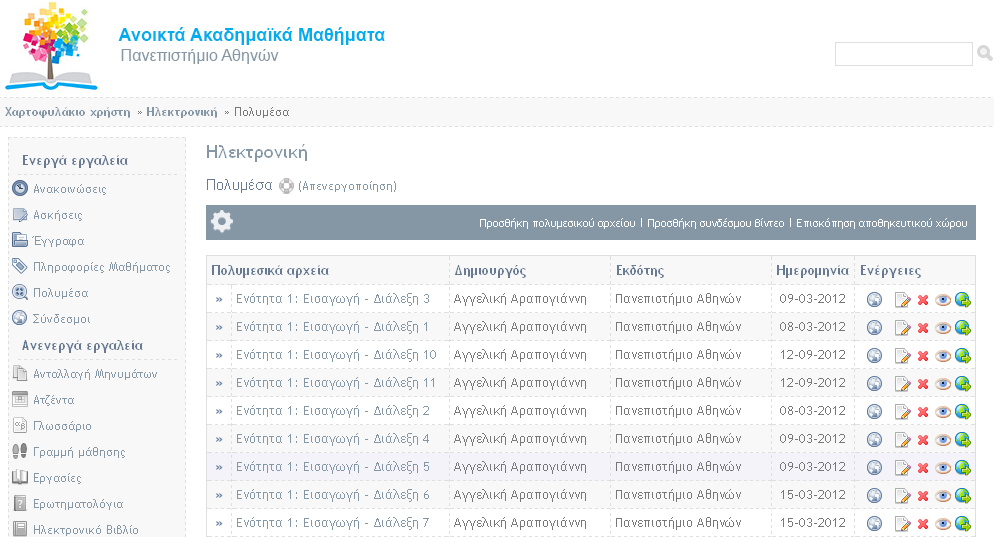 Ανοικτά Ακαδημαϊκά Μαθήματα
Πανεπιστήμιο Αθηνών
Χαρτοφυλάκιο χρήστη » Ηλεκτρονική » Πολυμέσα
Ενεργά εργαλεία
Ανακοινώσεις
Ασκήσεις
Έγγραφα
Πληροφορίες Μαθήματος
Πολυμέσα
Σύνδεσμοι
Ανενεργά εργαλεία
Ανταλλαγή Μηνυμάτων
Ατζέντα
Γλωσσάριο
Γραμμή μάθησης
Εργασίες
Ερωτηματολόγια
Ηλεκτρονικό Βιβλίο
Ηλεκτρονική
Πολυμέσα (Απενεργοποίηση)
Προσθήκη πολυμεσικού αρχείου | Προσθήκη συνδέσμου βίντεο | Επισκόπηση αποθηκευτικού χώρου
Πολυμεσικά αρχεία Δημιουργός Εκδότης Ημερομηνία Ενέργειες
» Ενότητα 1: Εισαγωγή - Διάλεξη 3 Αγγελική Αραπογιάννη Πανεπιστήμιο Αθηνών 09-03-2012
» Ενότητα 1: Εισαγωγή - Διάλεξη 1 Αγγελική Αραπογιάννη Πανεπιστήμιο Αθηνών 08-03-2012
» Ενότητα 1: Εισαγωγή - Διάλεξη 10 Αγγελική Αραπογιάννη Πανεπιστήμιο Αθηνών 12-09-2012
» Ενότητα 1: Εισαγωγή - Διάλεξη 11 Αγγελική Αραπογιάννη Πανεπιστήμιο Αθηνών 12-09-2012
» Ενότητα 1: Εισαγωγή - Διάλεξη 2 Αγγελική Αραπογιάννη Πανεπιστήμιο Αθηνών 08-03-2012
» Ενότητα 1: Εισαγωγή - Διάλεξη 4 Αγγελική Αραπογιάννη Πανεπιστήμιο Αθηνών 09-03-2012
» Ενότητα 1: Εισαγωγή - Διάλεξη 5 Αγγελική Αραπογιάννη Πανεπιστήμιο Αθηνών 09-03-2012
» Ενότητα 1: Εισαγωγή - Διάλεξη 6 Αγγελική Αραπογιάννη Πανεπιστήμιο Αθηνών 15-03-2012
» Ενότητα 1: Εισαγωγή - Διάλεξη 7 Αγγελική Αραπογιάννη Πανεπιστήμιο Αθηνών 15-03-2012